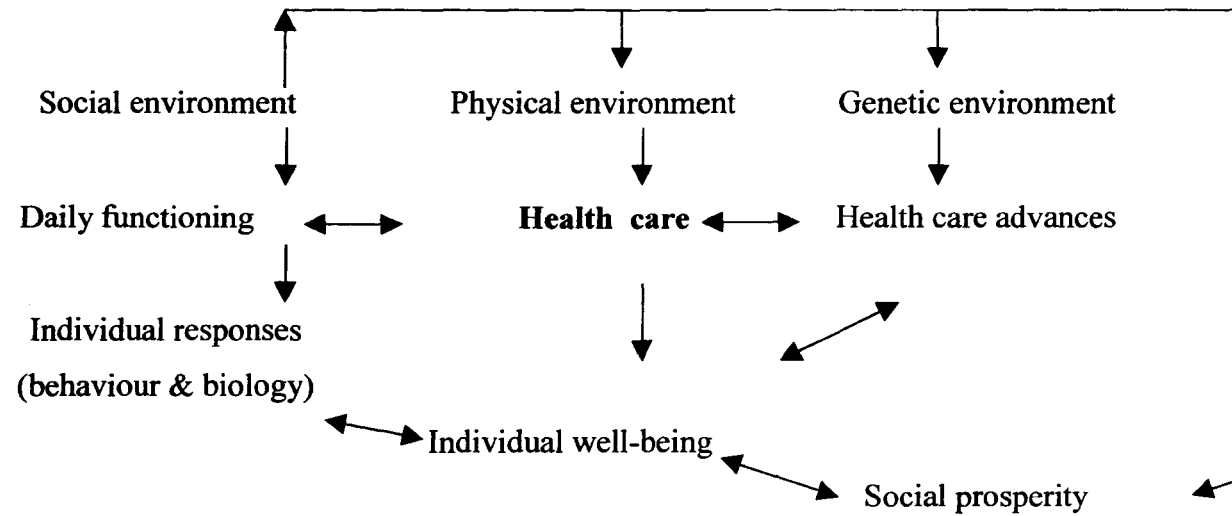 Social environment
Physical environment
Genetic environment
Daily functioning
Health care
Health care advances
Individual responses
(behaviour & biology)
Individual well-being
Social prosperity